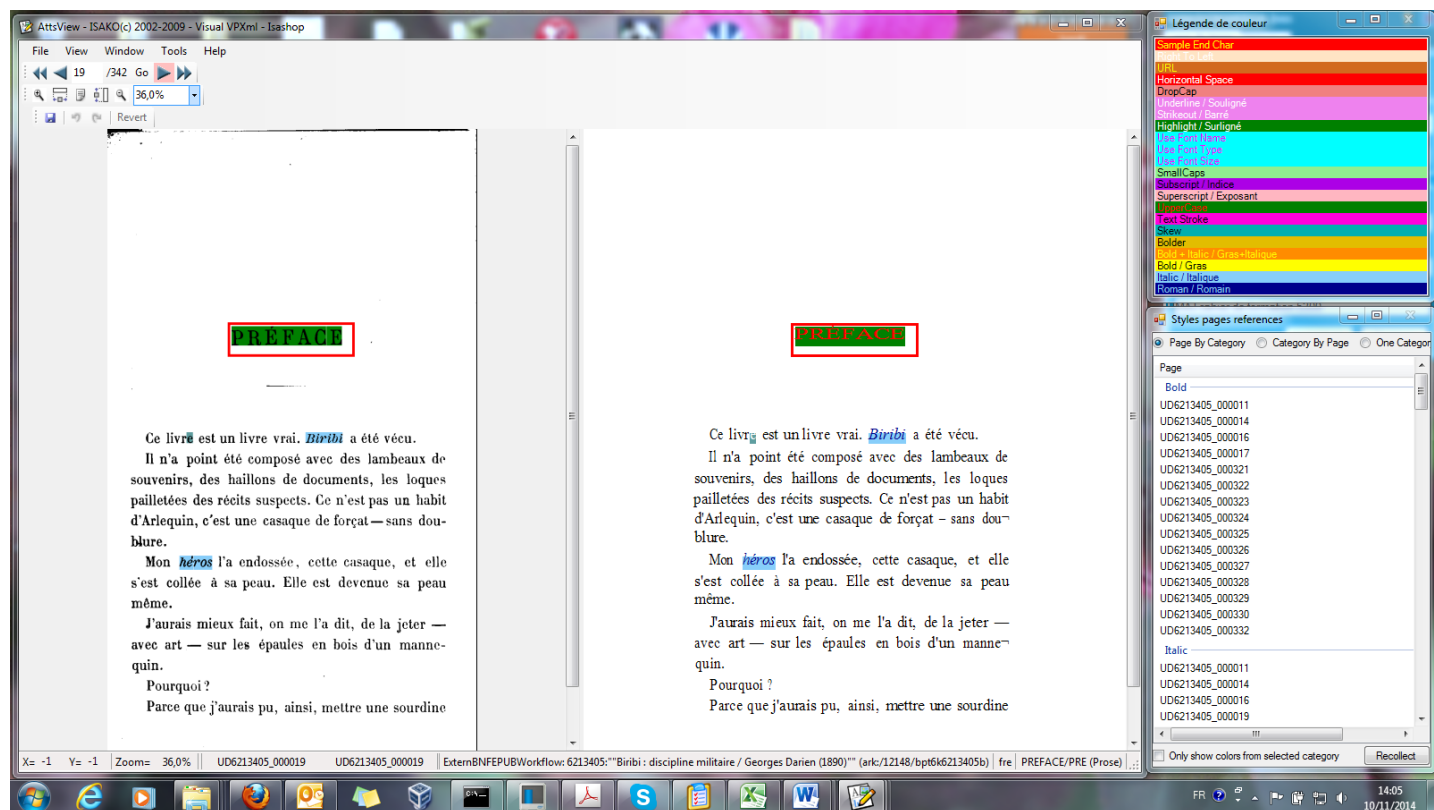 AttsView - ISAKO(c) 2002-2009 - Visual VPXml - Isashop
File View Window Tools Help
19 /342 Go
36,0%
Revert
PRÉFACE
Ce livre est un livre vrai. Biribi a été vécu.
Il n'a point été composé avec des lambeaux de
souvenirs, des haillons de documents, les loques
pailletées des récits suspects. Ce n'est pas un habit
d'Arlequin, c'est une casaque de forçat — sans dou-
blure.
Mon héros l'a endossée, cette casaque, et elle
s'est collée à sa peau. Elle est devenue sa peau
même.
J'aurais mieux fait, on me l'a dit, de la jeter —
avec art — sur les épaules en bois d'un manne-
quin.
Pourquoi ?
Parce que j'aurais pu, ainsi, mettre une sourdine
PRÉFACE
Ce livre est un livre vrai. Biribi a été vécu.
Il n'a point été composé avec des lambeaux de
souvenirs, des haillons de documents, les loques
pailletées des récits suspects. Ce n'est pas un habit
d'Arlequin, c'est une casaque de forçat – sans dou¬
blure.
Mon héros l'a endossée, cette casaque, et elle
s'est collée à sa peau. Elle est devenue sa peau
même.
J'aurais mieux fait, on me l'a dit, de la jeter —
avec art — sur les épaules en bois d'un manne¬
quin.
Pourquoi ?
Parce que j'aurais pu, ainsi, mettre une sourdine
X= -1 Y= -1 Zoom= 36,0% UD6213405_000019 UD6213405_000019 ExternBNFEPUBWorkflow: 6213405:""Biribi : discipline militaire / Georges Darien (1890)"" (ark:/12148/bpt6k6213405b) fre PREFACE/PRE (Prose)
Légende de couleur
Sample End Char
Right To Left
URL
Horizontal Space
DropCap
Underline / Souligné
Strikeout / Barré
Highlight / Surligné
Use Font Name
Use Font Type
Use Font Size
SmallCaps
Subscript / Indice
Superscript / Exposant
UpperCase
Text Stroke
Skew
Bolder
Bold + Italic / Gras+Italique
Bold / Gras
Italic / Italique
Roman / Romain
Styles pages references
Page By Category Category By Page One Categor
Page
Bold
UD6213405_000011
UD6213405_000014
UD6213405_000016
UD6213405_000017
UD6213405_000321
UD6213405_000322
UD6213405_000323
UD6213405_000324
UD6213405_000325
UD6213405_000326
UD6213405_000327
UD6213405_000328
UD6213405_000329
UD6213405_000330
UD6213405_000332
Italic
UD6213405_000011
UD6213405_000014
UD6213405_000016
UD6213405_000019
Only show colors from selected category Recollect
FR 14:05
10/11/2014